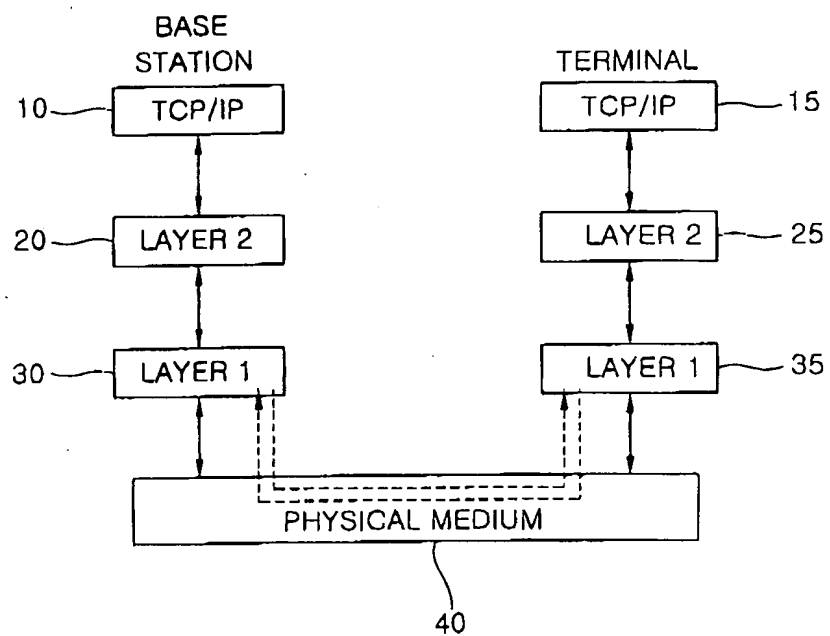 BASE
STATION
TERMINAL
10 TCP/IP TCP/IP 15
20 LAYER 2 LAYER 2 25
30 LAYER 1 LAYER 1 35
PHYSICAL MEDIUM
40